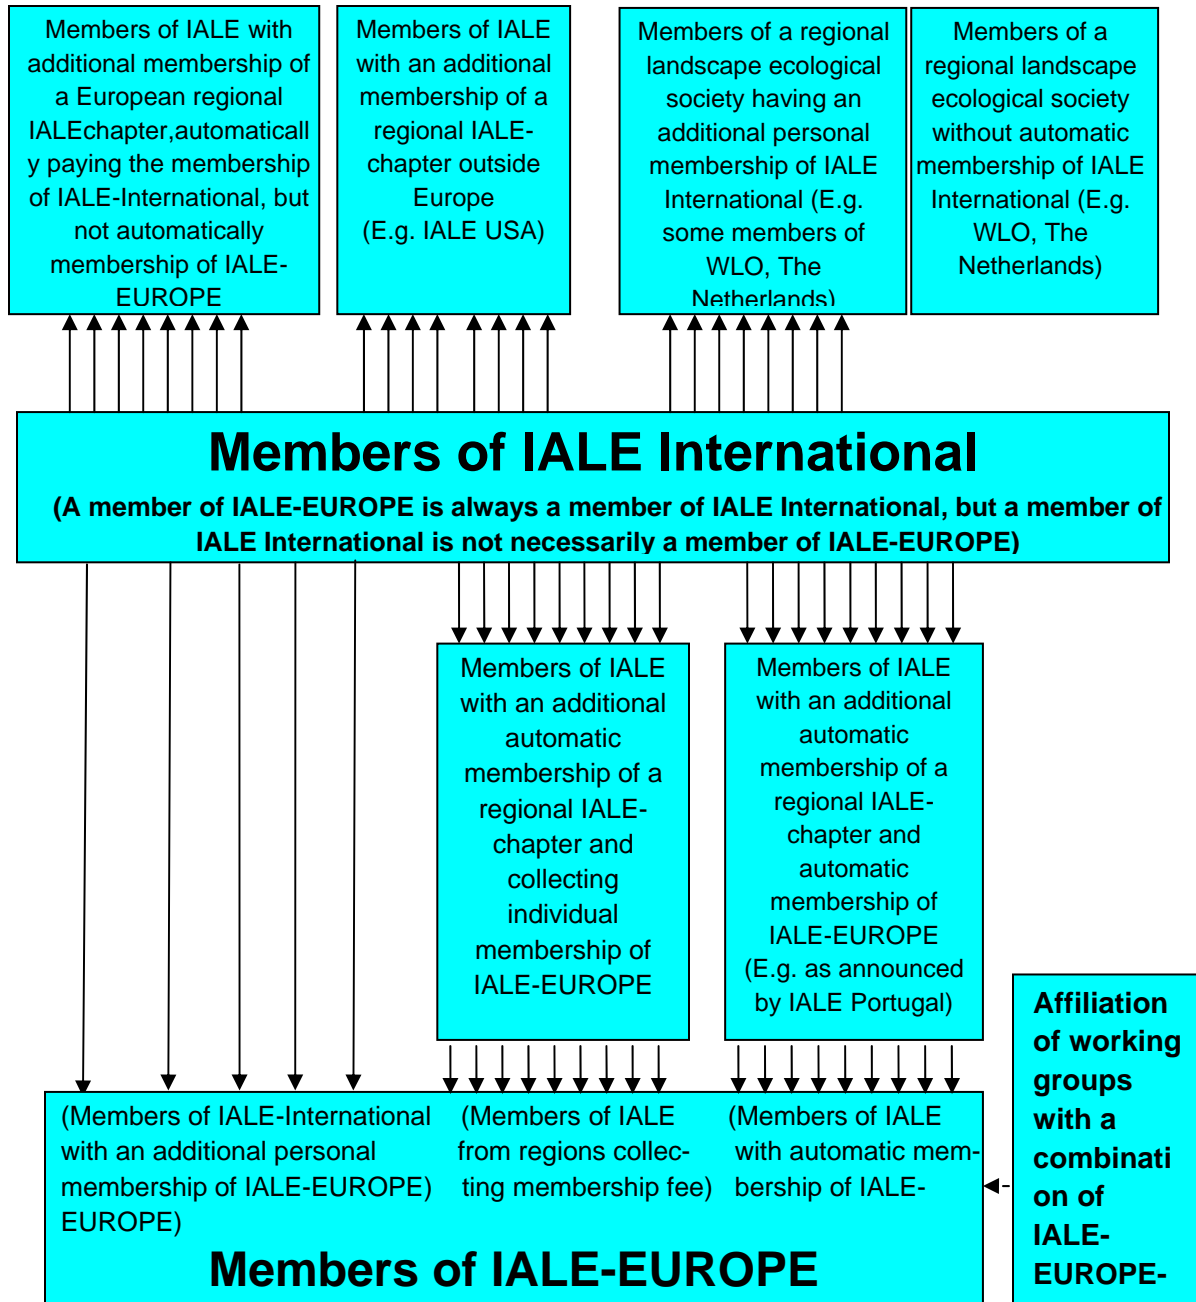 Members of IALE with
additional membership of
a European regional
IALEchapter,automaticall
y paying the membership
of IALE-International, but
not automatically
membership of IALE-
EUROPE
Members of IALE
with an additional
membership of a
regional IALE-
chapter outside
Europe
(E.g. IALE USA)
Members of a regional
landscape ecological
society having an
additional personal
membership of IALE
International (E.g.
some members of
WLO, The
Netherlands)
Members of a
regional landscape
ecological society
without automatic
membership of IALE
International (E.g.
WLO, The
Netherlands)
Members of IALE International
(A member of IALE-EUROPE is always a member of IALE International, but a member of
IALE International is not necessarily a member of IALE-EUROPE)
Members of IALE
with an additional
automatic
membership of a
regional IALE-
chapter and
collecting
individual
membership of
IALE-EUROPE
Members of IALE
with an additional
automatic
membership of a
regional IALE-
chapter and
automatic
membership of
IALE-EUROPE
(E.g. as announced
by IALE Portugal)
Affiliation
of working
groups
with a
combinati
on of
IALE-
EUROPE-
(Members of IALE-International (Members of IALE (Members of IALE
with an additional personal from regions collec- with automatic mem-
membership of IALE-EUROPE) ting membership fee) bership of IALE-
EUROPE)
Members of IALE-EUROPE